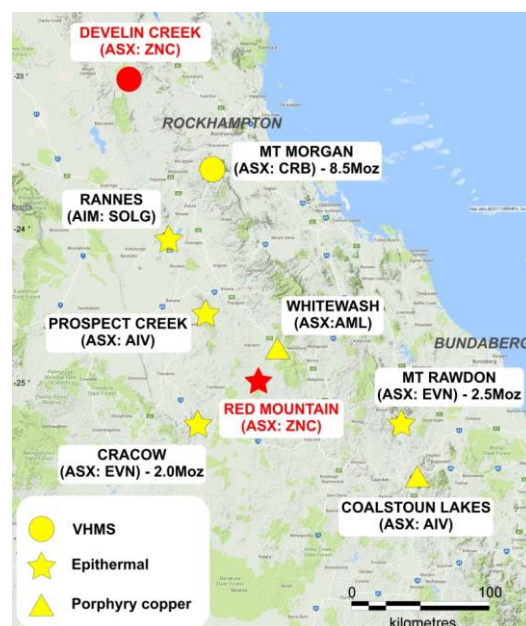 DEVELIN CREEK
(ASX: ZNC)
-23
ROCKHAMPTON
MT MORGAN
(ASX: CRB) - 8.5Moz
RANNES
(AIM: SOLG)
-24
WHITEWASH
(ASX:AML)
PROSPECT CREEK
(ASX: AIV)
BUNDABERG
-25
MT RAWDON
(ASX: EVN) - 2.5Moz
RED MOUNTAIN
(ASX: ZNC)
CRACOW
(ASX: EVN) - 2.0Moz
COALSTOUN LAKES
(ASX: AIV)
VHMS
Epithermal
Porphyry copper
0 100
kilometres